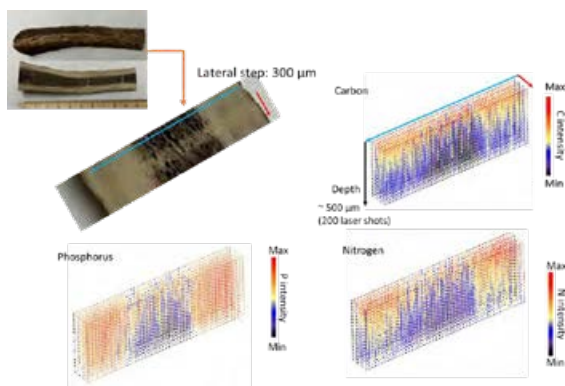 Lateral step: 300 µm
Carbon
Max
C intensity
Min
Depth
~ 500 µm
(200 laser shots)
Phosphorus
Max
P intensity
Min
Nitrogen
Max
N intensity
Min